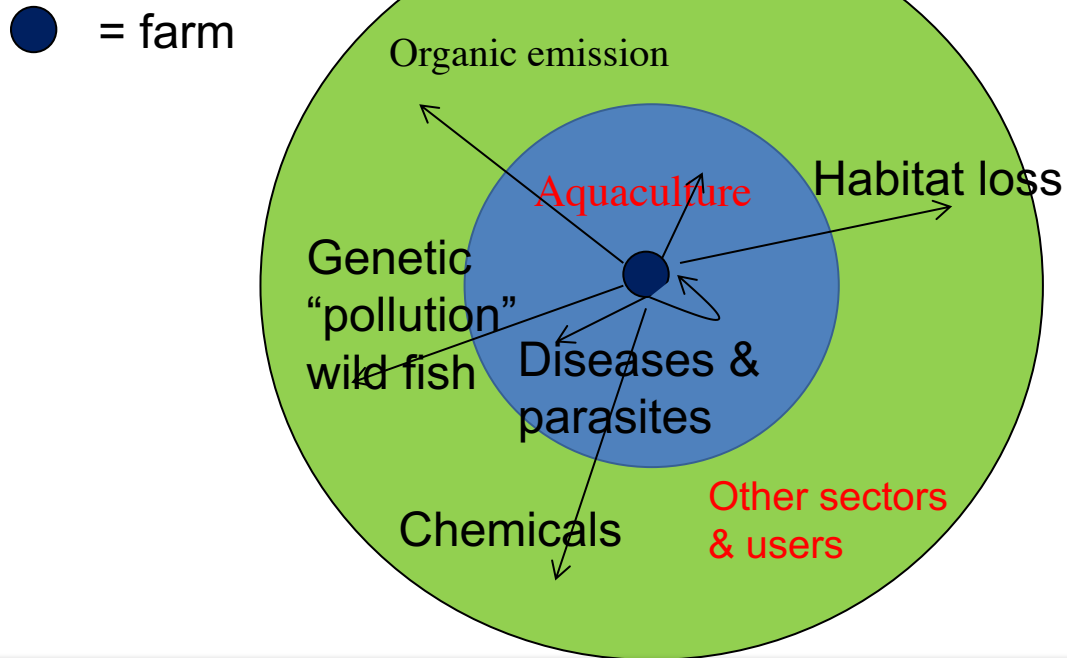 = farm
Organic emission
Aquaculture
Habitat loss
Genetic
“pollution”
wild fish
Diseases &
parasites
Other sectors
& users
Chemicals